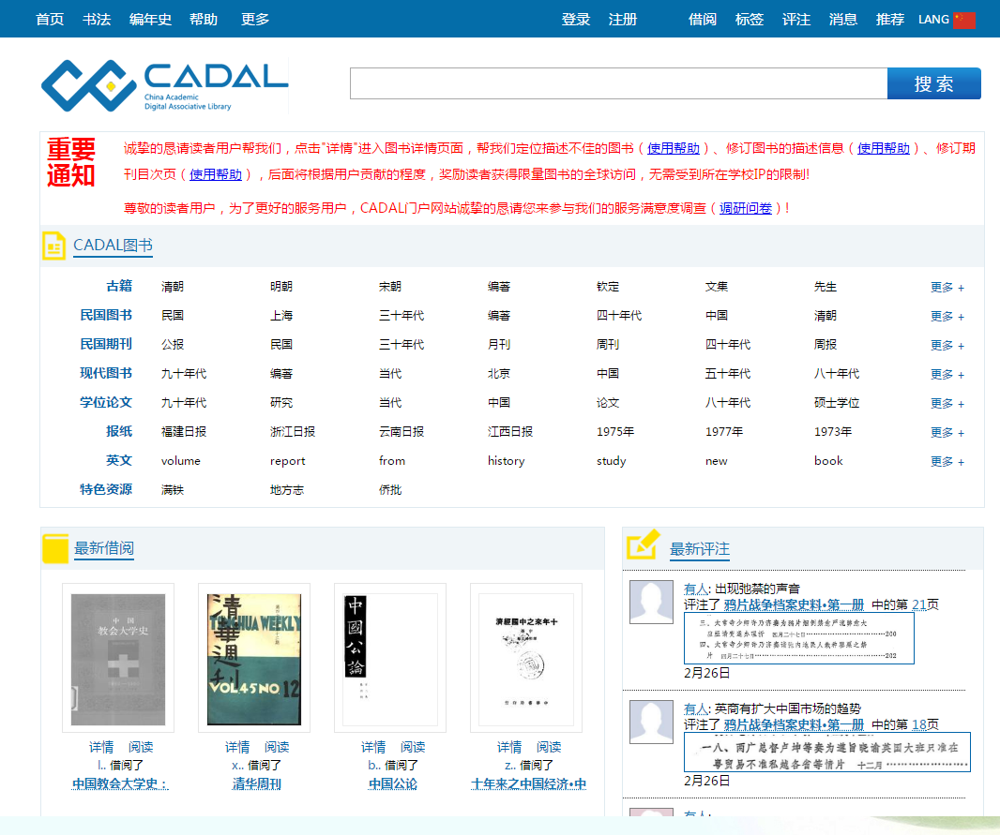 首页 书法 编年史 帮助 更多 登录 注册 借阅 标签 评注 消息 推荐 LANG
CADAL
China Academic
Digital Associative Library
搜 索
重要
通知
诚挚的恳请读者用户帮我们，点击"详情"进入图书详情页面，帮我们定位描述不佳的图书（使用帮助）、修订图书的描述信息（使用帮助）、修订期
刊目次页（使用帮助），后面将根据用户贡献的程度，奖励读者获得限量图书的全球访问，无需受到所在学校IP的限制!
尊敬的读者用户，为了更好的服务用户，CADAL门户网站诚挚的恳请您来参与我们的服务满意度调查（调研问卷）!
CADAL图书
古籍 清朝 明朝 宋朝 编著 钦定 文集 先生 更多 +
民国图书 民国 上海 三十年代 编著 四十年代 中国 清朝 更多 +
民国期刊 公报 民国 三十年代 月刊 周刊 四十年代 周报 更多 +
现代图书 九十年代 编著 当代 北京 中国 五十年代 八十年代 更多 +
学位论文 九十年代 研究 当代 中国 论文 八十年代 硕士学位 更多 +
报纸 福建日报 浙江日报 云南日报 江西日报 1975年 1977年 1973年 更多 +
英文 volume report from history study new book 更多 +
特色资源 满铁 地方志 侨批
最新借阅
中国
教会大学史
清華週刊
TSINGHUA WEEKLY
VOL 45 NO. 12
中國公論
十年来之中國經濟
详情 阅读 详情 阅读 详情 阅读 详情 阅读
l.. 借阅了 x.. 借阅了 b.. 借阅了 z.. 借阅了
中国教会大学史： 清华周刊 中国公论 十年来之中国经济·中
最新评注
有人: 出现弛禁的声音
评注了 鸦片战争档案史料·第一册 中的第 21页
三、太常寺少卿许乃济奏为鸦片烟例禁愈严流弊愈大
应亟请变通办理折 四月二十七日……200
四、太常寺少卿许乃济奏请弛内地民人栽种罂粟之禁
片 四月二十七日……202
2月26日
有人: 英商有扩大中国市场的趋势
评注了 鸦片战争档案史料·第一册 中的第 18页
一八、两广总督卢坤等奏为遵旨晓谕英国大班只准在
粤贸易不准私越各省等情片 十二月……
2月26日
有人: